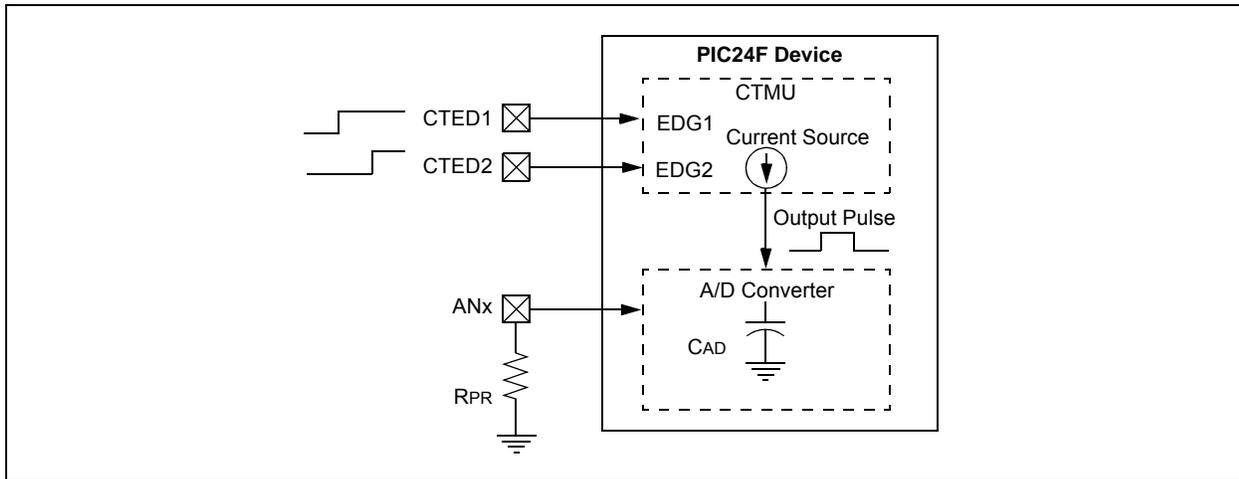 PIC24F Device
CTMU
CTED1
EDG1
Current Source
CTED2
EDG2
Output Pulse
A/D Converter
ANx
CAD
RPR